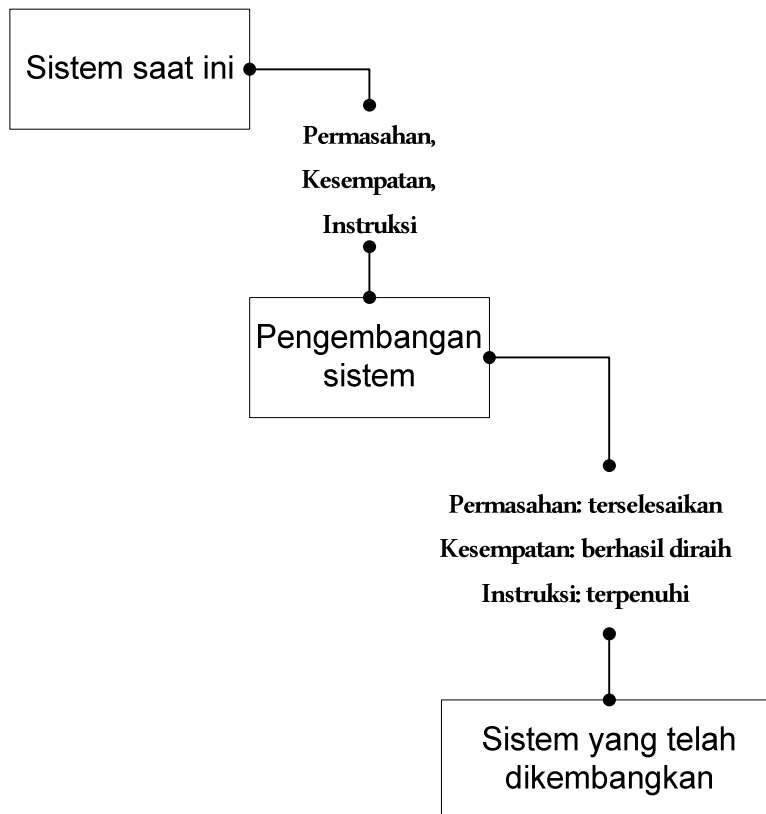 Sistem saat ini
Permasahan,
Kesempatan,
Instruksi
Pengembangan
sistem
Permasahan: terselesaikan
Kesempatan: berhasil diraih
Instruksi: terpenuhi
Sistem yang telah
dikembangkan